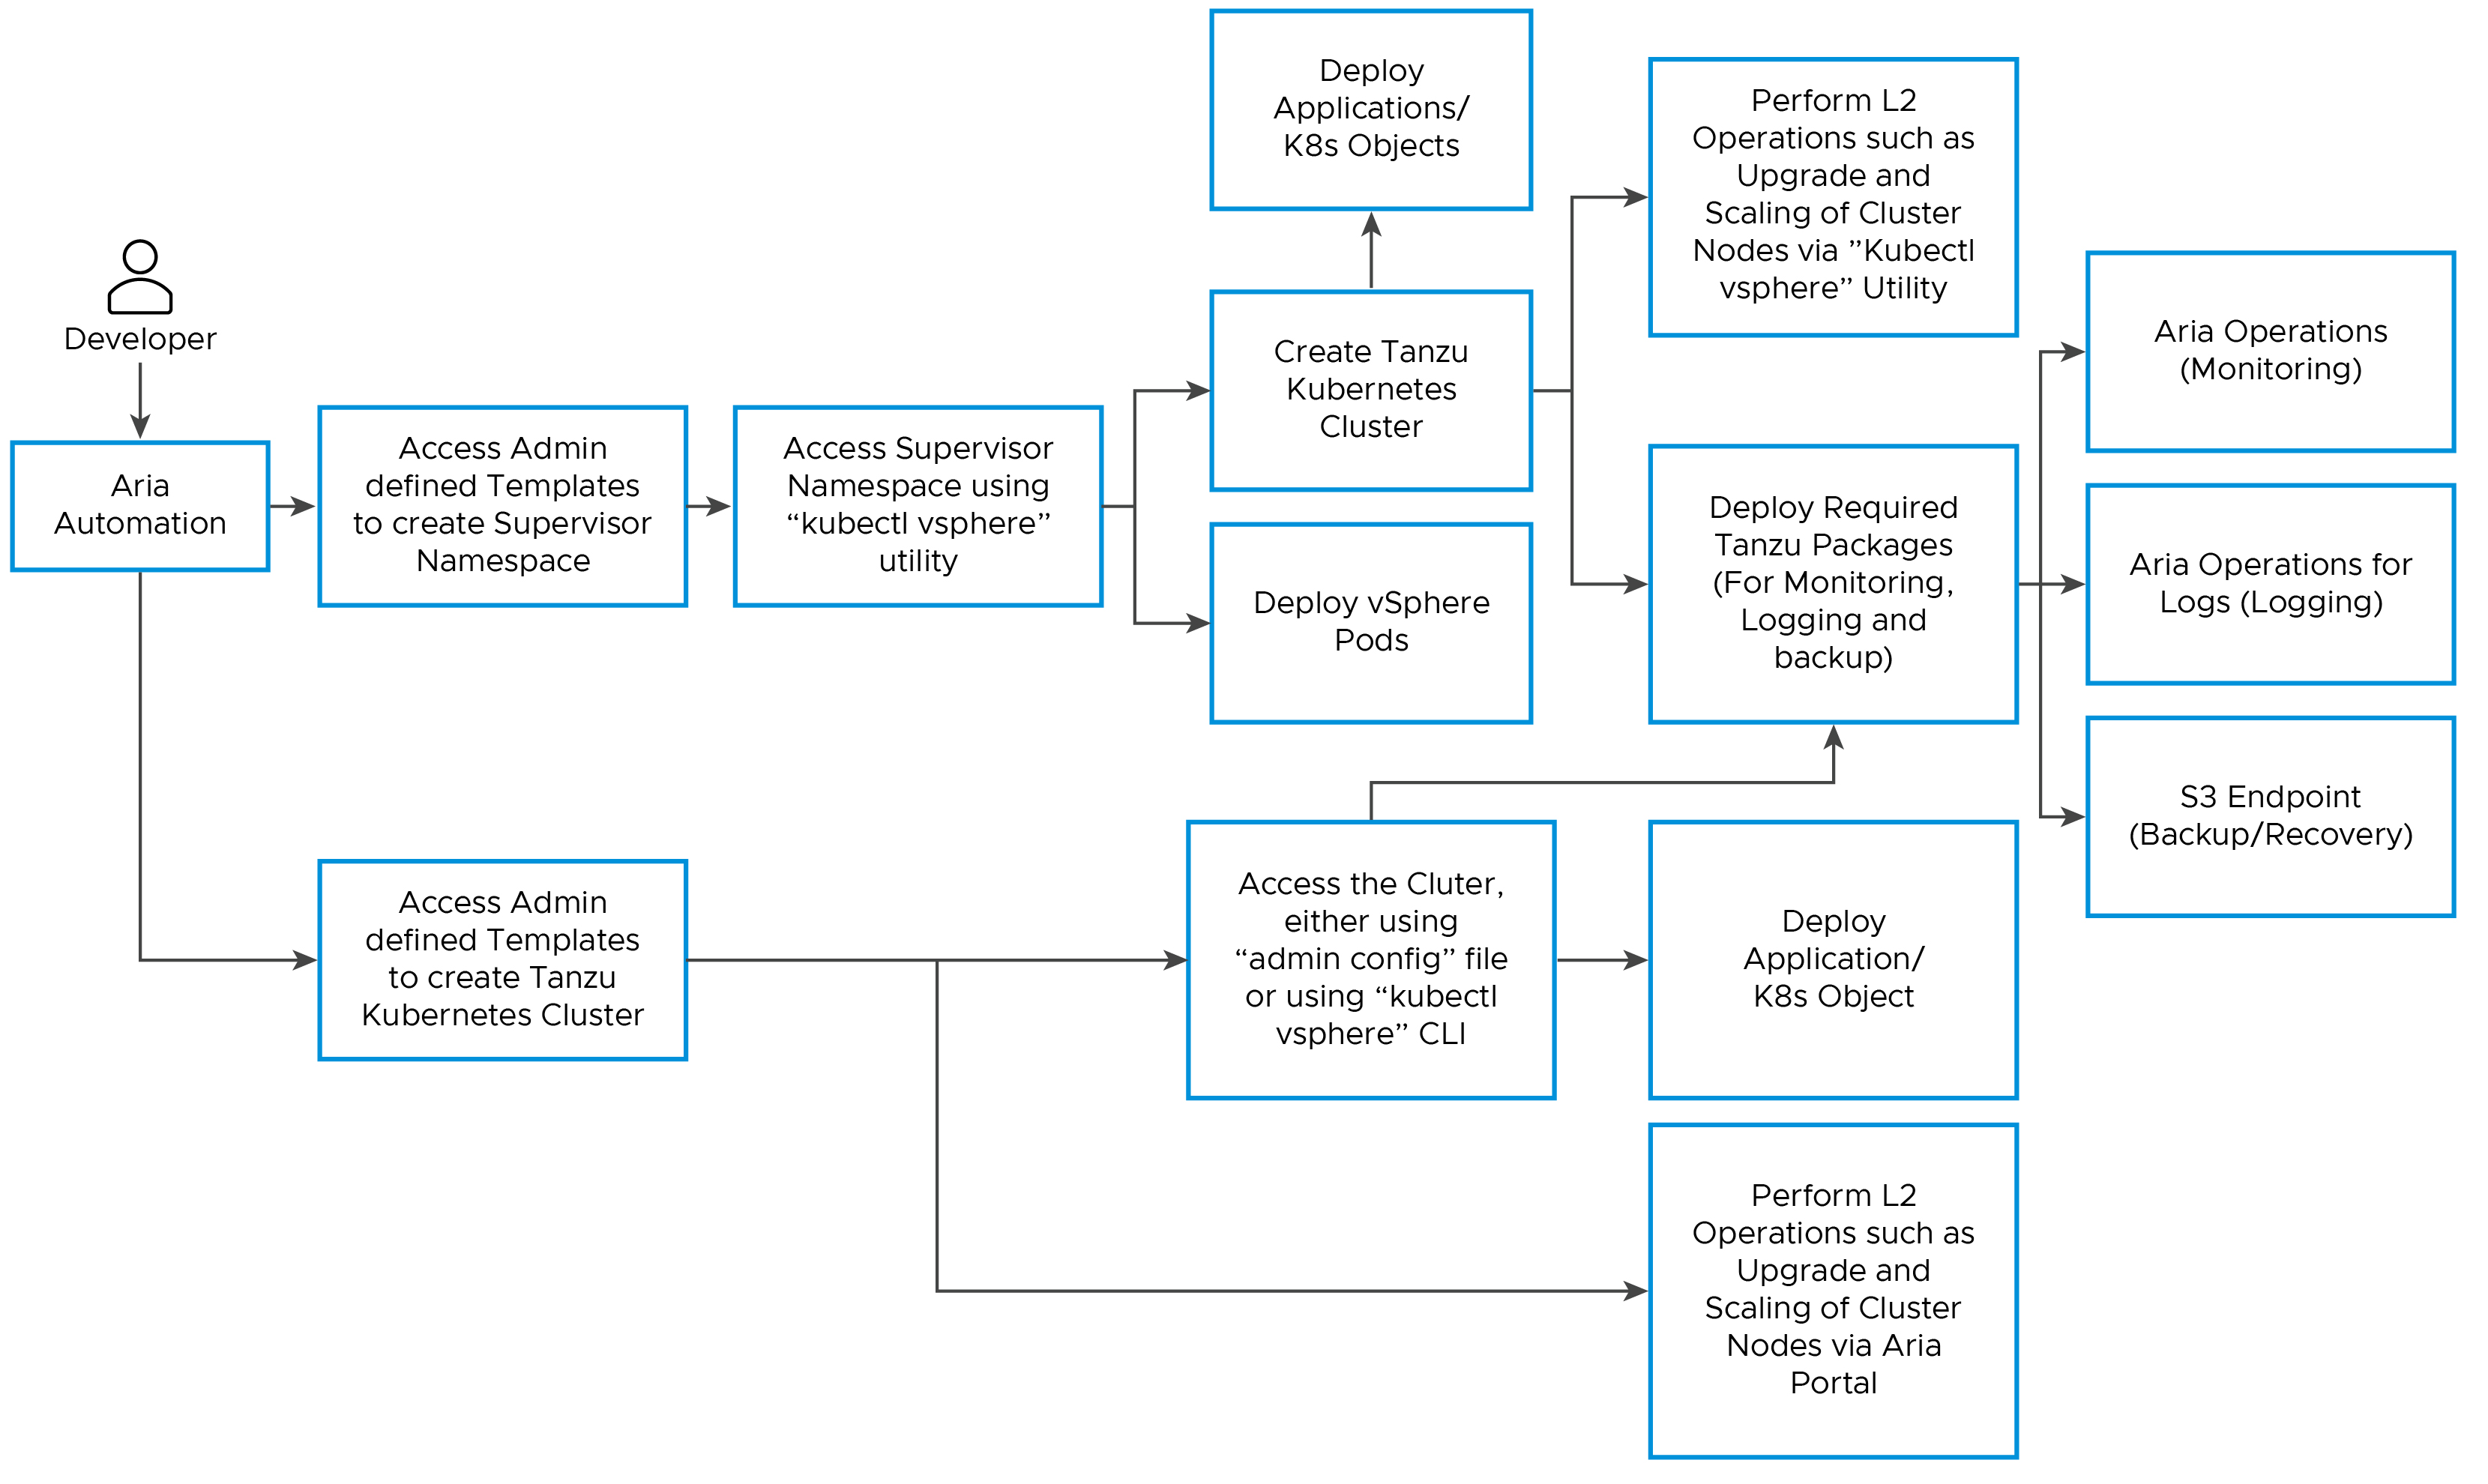 Developer
Aria
Automation
Access Admin
defined Templates
to create Supervisor
Namespace
Access Supervisor
Namespace using
“kubectl vsphere”
utility
Deploy
Applications/
K8s Objects
Create Tanzu
Kubernetes
Cluster
Deploy vSphere
Pods
Perform L2
Operations such as
Upgrade and
Scaling of Cluster
Nodes via ”Kubectl
vsphere” Utility
Deploy Required
Tanzu Packages
(For Monitoring,
Logging and
backup)
Aria Operations
(Monitoring)
Aria Operations for
Logs (Logging)
S3 Endpoint
(Backup/Recovery)
Access Admin
defined Templates
to create Tanzu
Kubernetes Cluster
Access the Cluter,
either using
“admin config” file
or using “kubectl
vsphere” CLI
Deploy
Application/
K8s Object
Perform L2
Operations such as
Upgrade and
Scaling of Cluster
Nodes via Aria
Portal